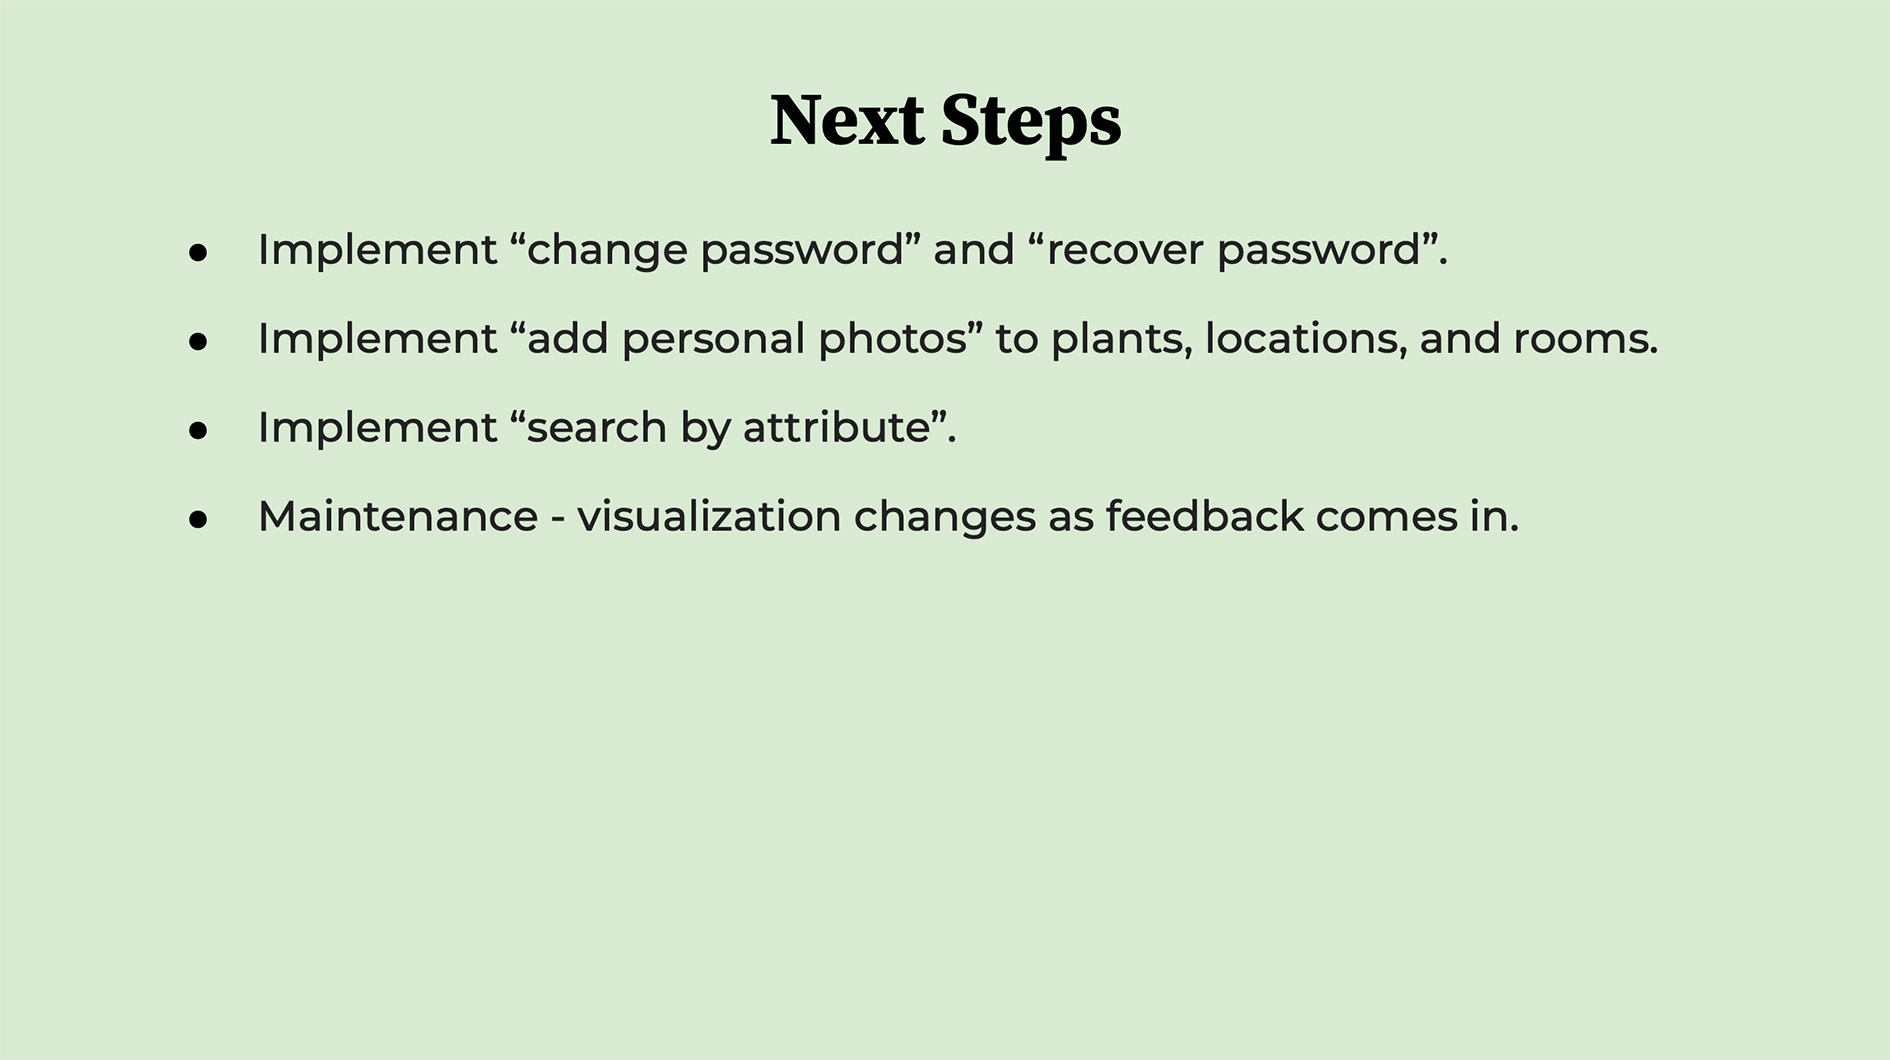 Next Steps
● Implement “change password” and “recover password”.
● Implement “add personal photos” to plants, locations, and rooms.
● Implement “search by attribute”.
● Maintenance - visualization changes as feedback comes in.